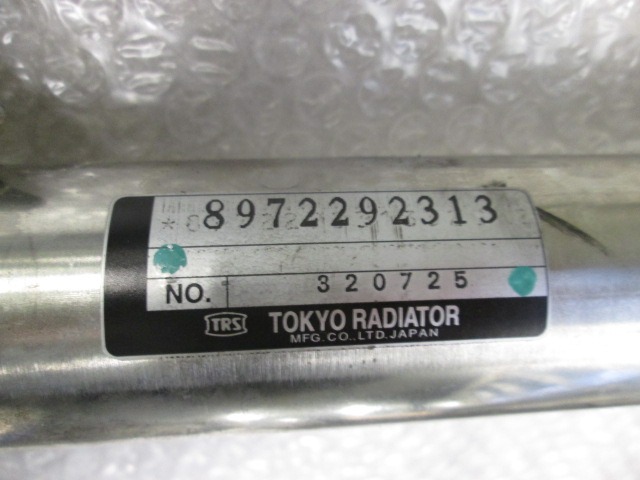 8972292313
NO. 320725
TRS TOKYO RADIATOR
MFG.CO.,LTD.JAPAN